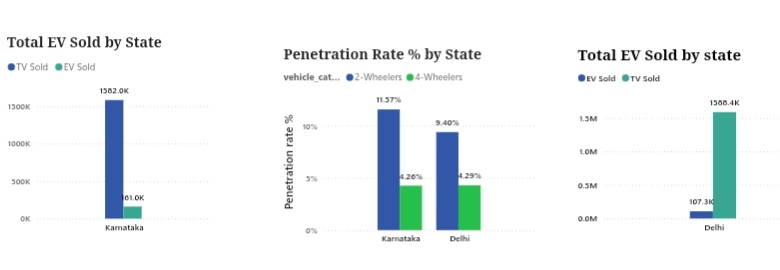 Total EV Sold by State
TV Sold EV Sold
1582.0K
1500K
1000K
500K
161.0K
0K
Karnataka
Penetration Rate % by State
vehicle_cat... 2-Wheelers 4-Wheelers
Penetration rate %
11.57%
9.40%
10%
4.26%
4.29%
5%
0%
Karnataka Delhi
Total EV Sold by state
EV Sold TV Sold
1.5M
1.0M
0.5M
107.3K
0.0M
Delhi